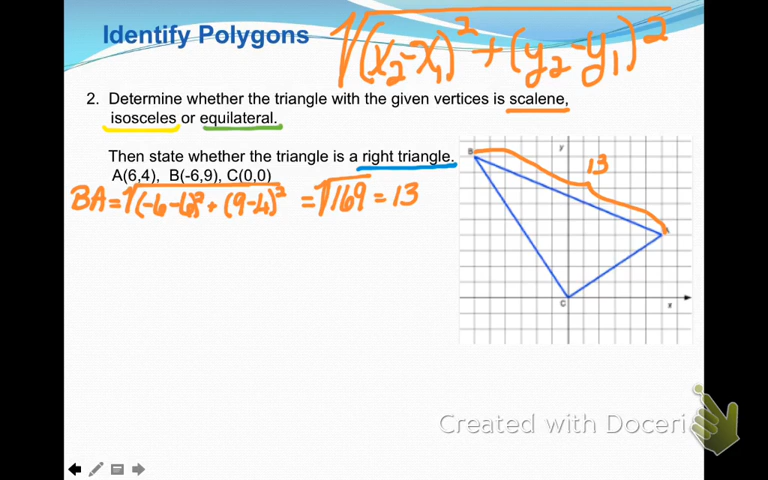 Identify Polygons
√(x₂-x₁)² + (y₂-y₁)²
2. Determine whether the triangle with the given vertices is scalene,
isosceles or equilateral.
Then state whether the triangle is a right triangle.
A(6,4), B(-6,9), C(0,0)
BA = √(-6-6)² + (9-4)² = √169 = 13
B
y
13
A
C
x
Created with Doceri